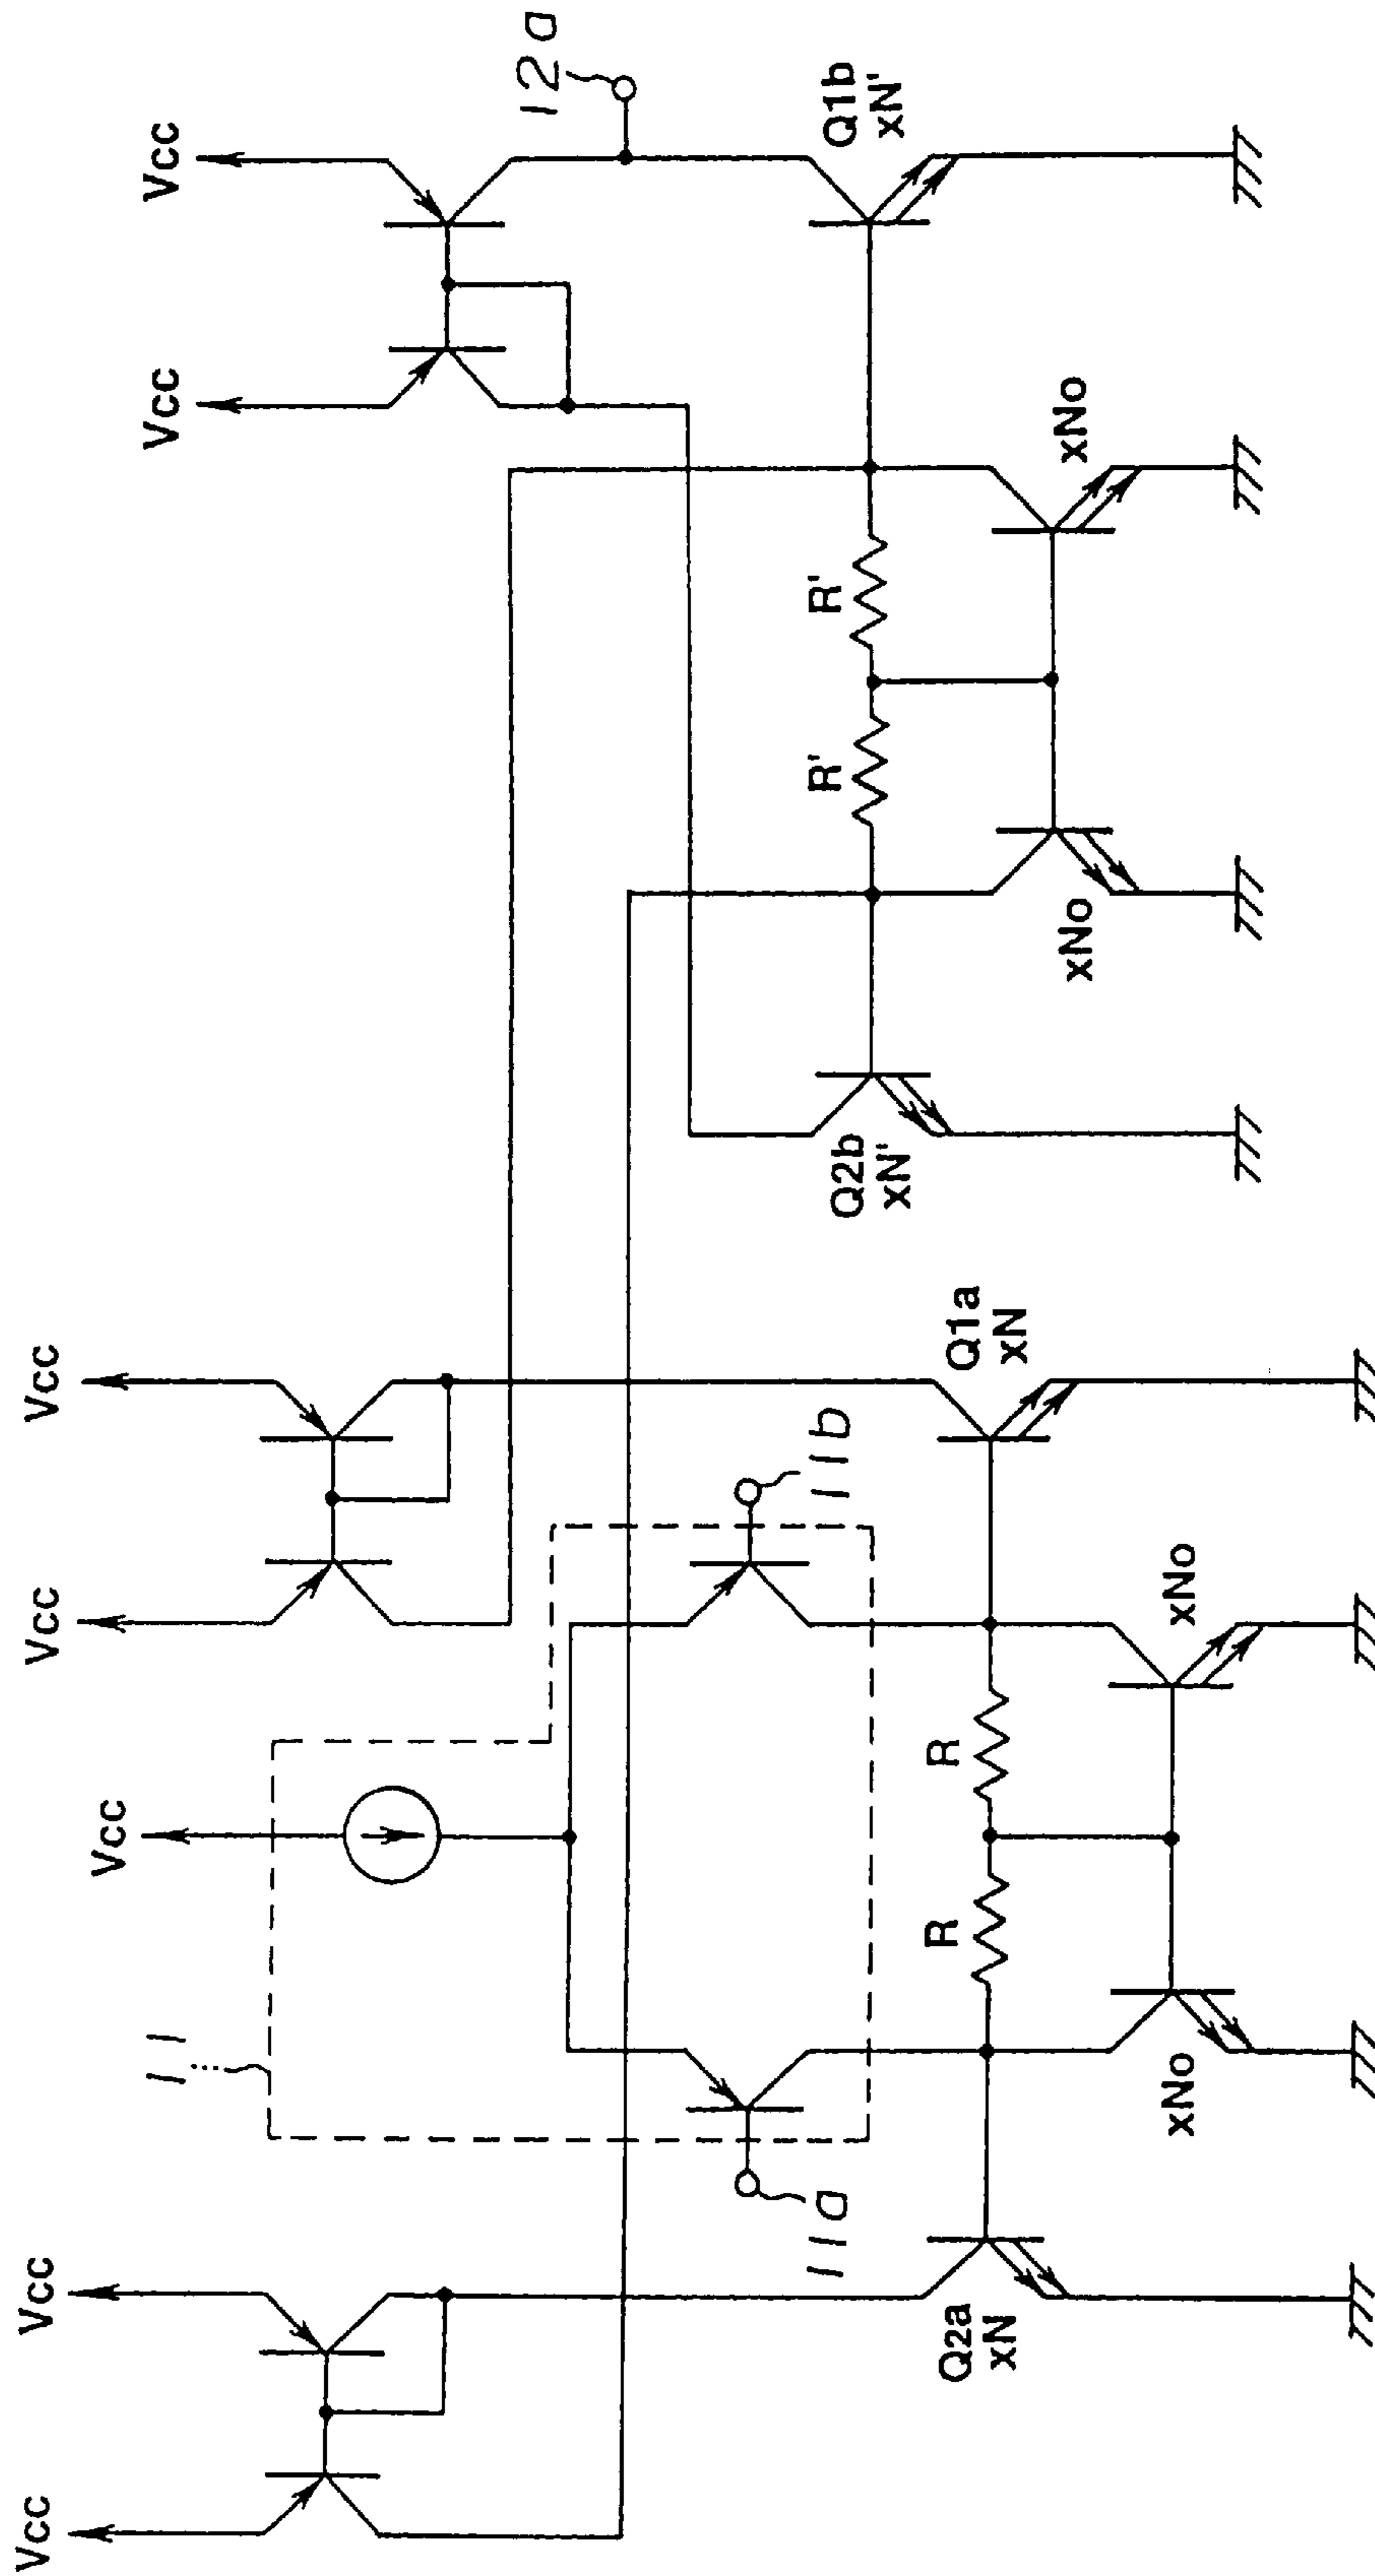 Vcc
Vcc
Vcc
Vcc
Vcc
Vcc
Vcc
11
12a
11a
11b
Q2b
xN'
R'
R'
Q1b
xN'
Q2a
xN
R
R
Q1a
xN
xNo
xNo
xNo
xNo